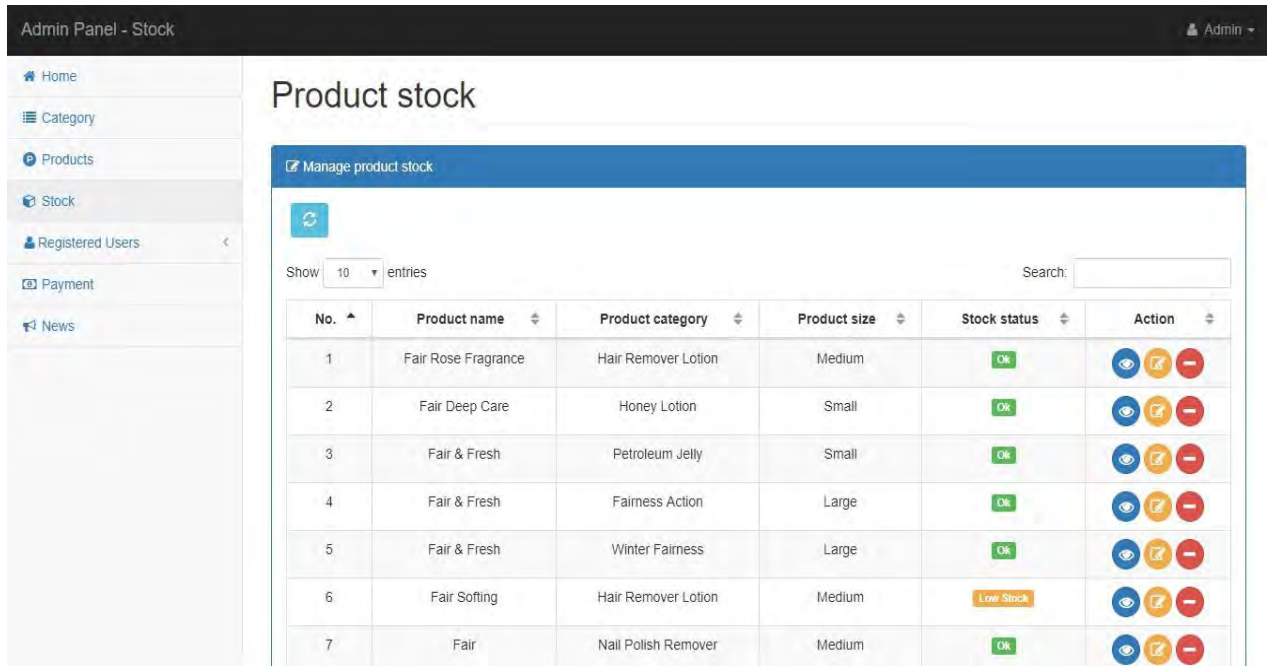 Admin Panel - Stock
Admin
Home
Category
Products
Stock
Registered Users
Payment
News
Product stock
Manage product stock
Show 10 entries
Search:
No. Product name Product category Product size Stock status Action
1 Fair Rose Fragrance Hair Remover Lotion Medium Ok
2 Fair Deep Care Honey Lotion Small Ok
3 Fair & Fresh Petroleum Jelly Small Ok
4 Fair & Fresh Fairness Action Large Ok
5 Fair & Fresh Winter Fairness Large Ok
6 Fair Softing Hair Remover Lotion Medium Low Stock
7 Fair Nail Polish Remover Medium Ok